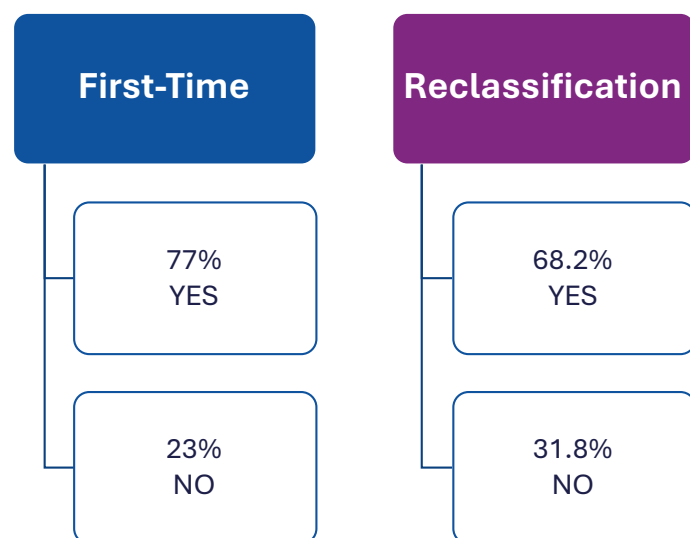 First-Time
77%
YES
23%
NO
Reclassification
68.2%
YES
31.8%
NO